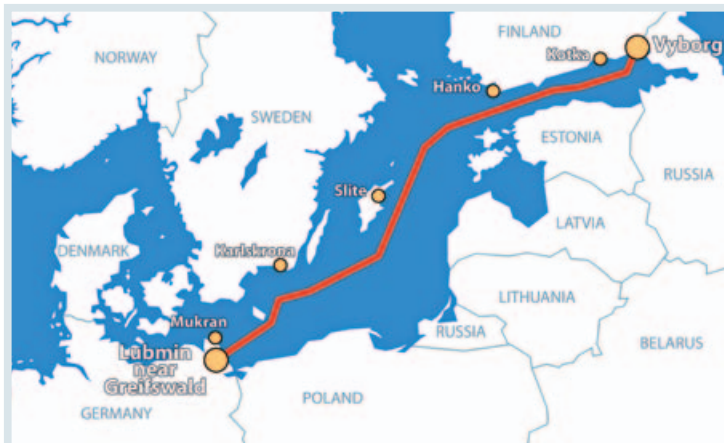 FINLAND
Vyborg
Kotka
NORWAY
Hanko
SWEDEN
ESTONIA
RUSSIA
Slite
LATVIA
DENMARK
Karlskrona
LITHUANIA
Mukran
RUSSIA
BELARUS
Lubmin
near
Greifswald
POLAND
GERMANY